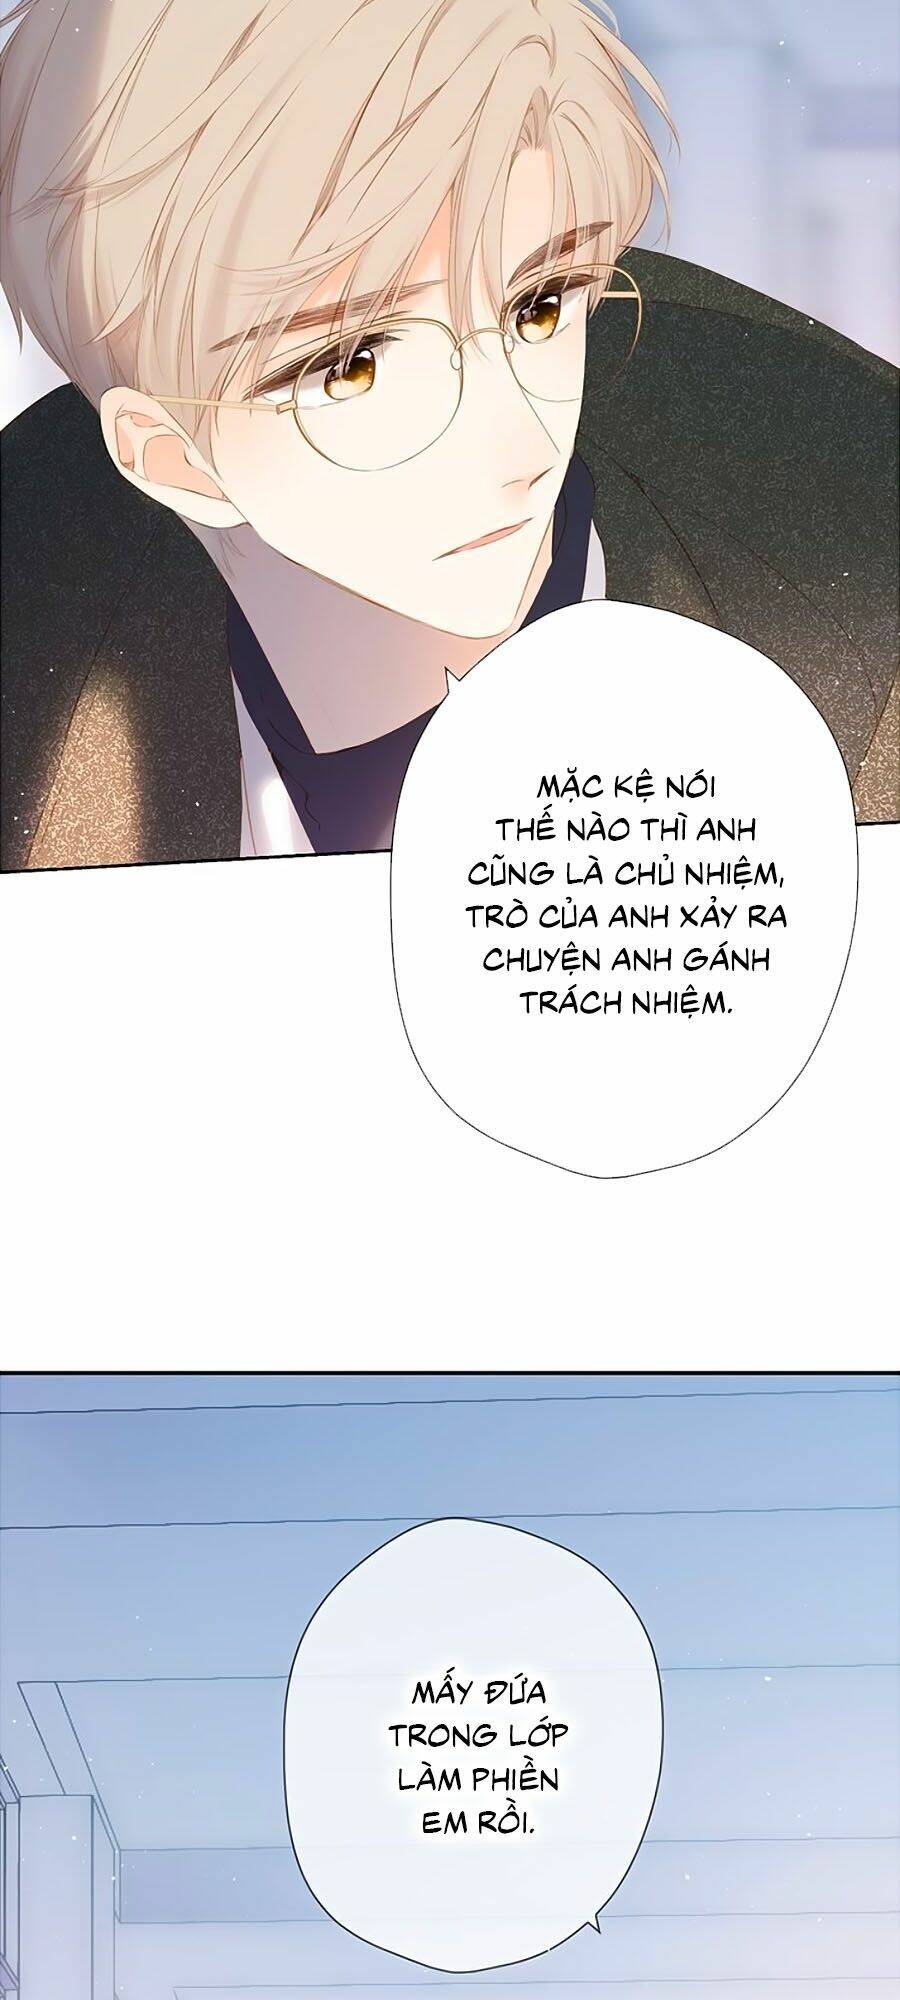 MẶC KỆ NÓI
THẾ NÀO THÌ ANH
CŨNG LÀ CHỦ NHIỆM,
TRÒ CỦA ANH XẢY RA
CHUYỆN ANH GÁNH
TRÁCH NHIỆM.
MẤY ĐỨA
TRONG LỚP
LÀM PHIỀN
EM RỒI.